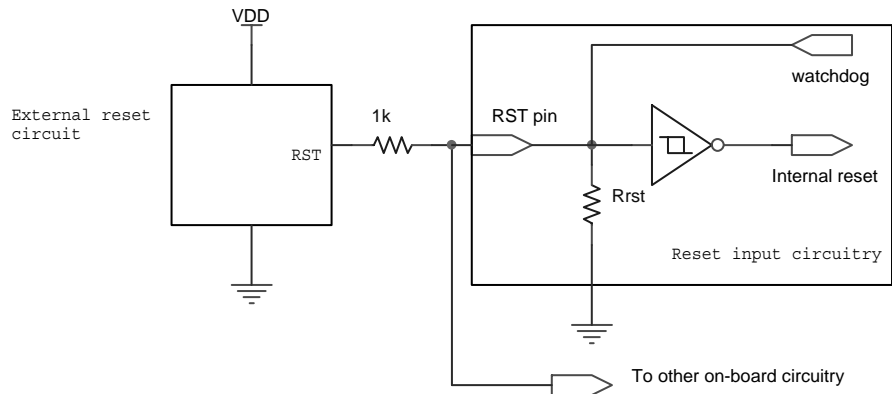 VDD
External reset
circuit
RST
1k
RST pin
watchdog
Internal reset
Rrst
Reset input circuitry
To other on-board circuitry